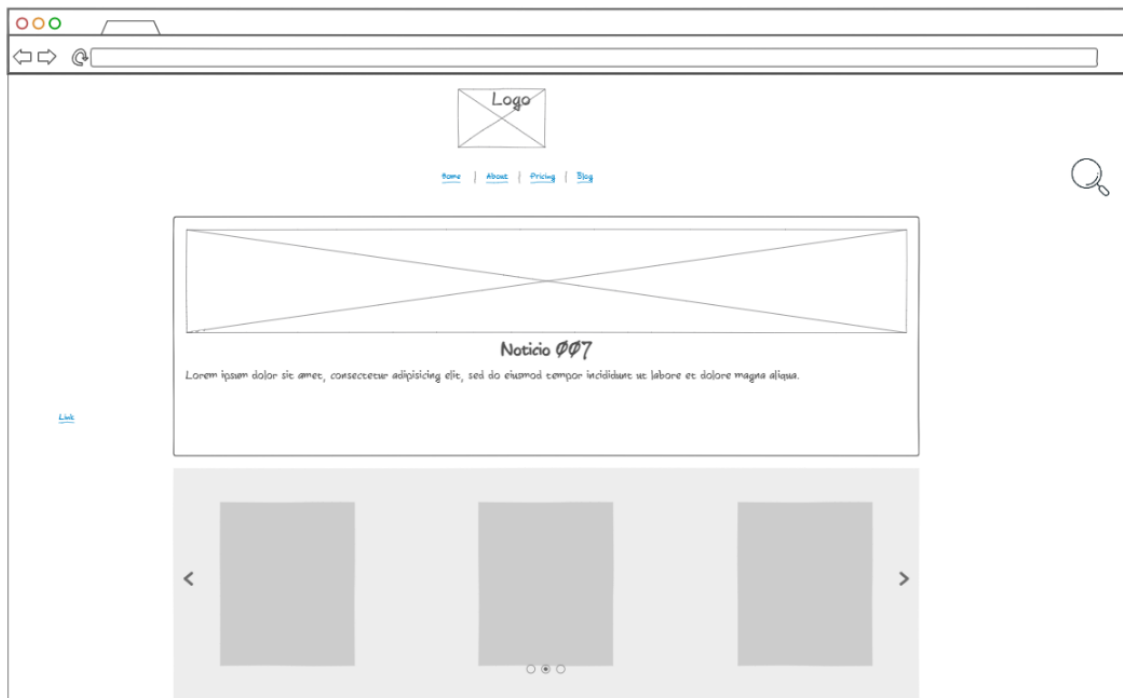 Logo
Home | About | Pricing | Blog
Noticio 007
Lorem ipsum dolor sit amet, consectetur adipisicing elit, sed do eiusmod tempor incididunt ut labore et dolore magna aliqua.
Link